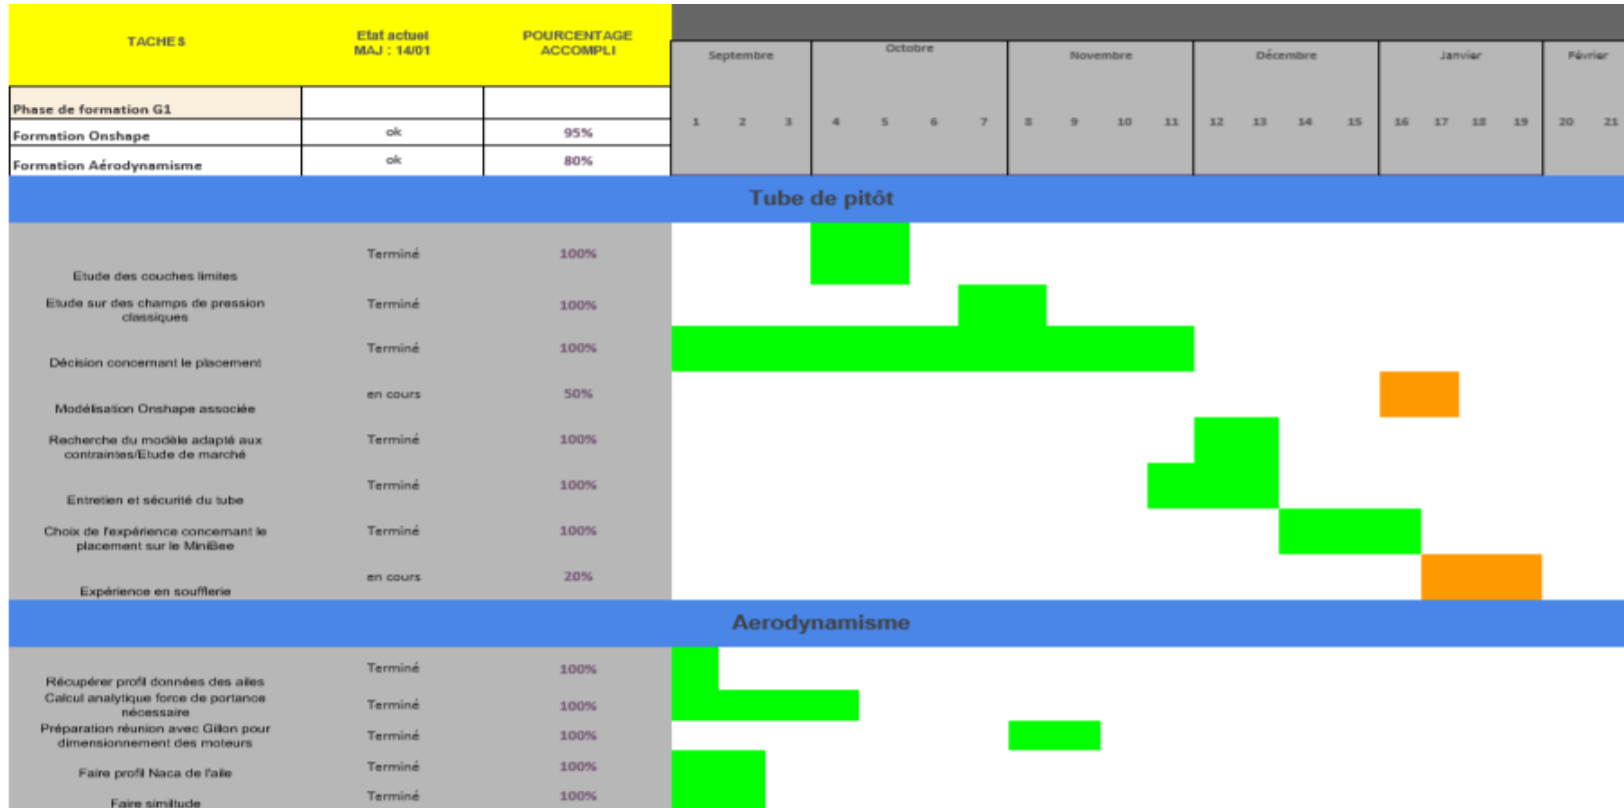 TACHES
Etat actuel
MAJ : 14/01
POURCENTAGE
ACCOMPLI
Septembre Octobre Novembre Décembre Janvier Février
Phase de formation G1
Formation Onshape ok 95%
1 2 3 4 5 6 7 8 9 10 11 12 13 14 15 16 17 18 19 20 21
Formation Aérodynamisme ok 80%
Tube de pitôt
Terminé 100%
Etude des couches limites
Etude sur des champs de pression
classiques
Terminé 100%
Terminé 100%
Décision concernant le placement
en cours 50%
Modélisation Onshape associée
Recherche du modèle adapté aux
contraintes/Etude de marché
Terminé 100%
Terminé 100%
Entretien et sécurité du tube
Choix de l'expérience concernant le
placement sur le MiniBee
Terminé 100%
en cours 20%
Expérience en soufflerie
Aerodynamisme
Terminé 100%
Récupérer profil données des ailes
Calcul analytique force de portance
nécessaire
Terminé 100%
Préparation réunion avec Gillon pour
dimensionnement des moteurs
Terminé 100%
Terminé 100%
Faire profil Naca de l'aile
Terminé 100%
Faire similtude